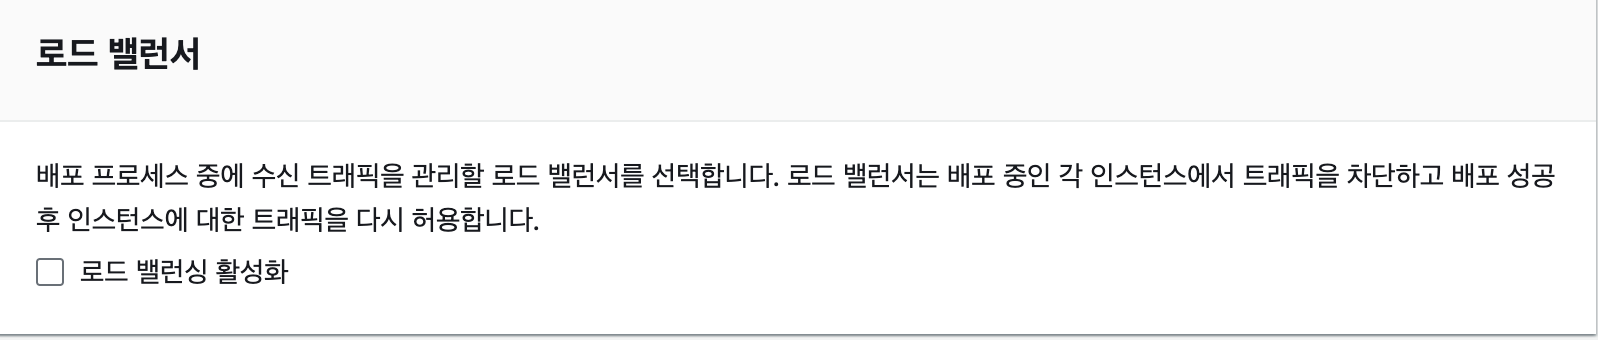 로드 밸런서
배포 프로세스 중에 수신 트래픽을 관리할 로드 밸런서를 선택합니다. 로드 밸런서는 배포 중인 각 인스턴스에서 트래픽을 차단하고 배포 성공
후 인스턴스에 대한 트래픽을 다시 허용합니다.
로드 밸런싱 활성화